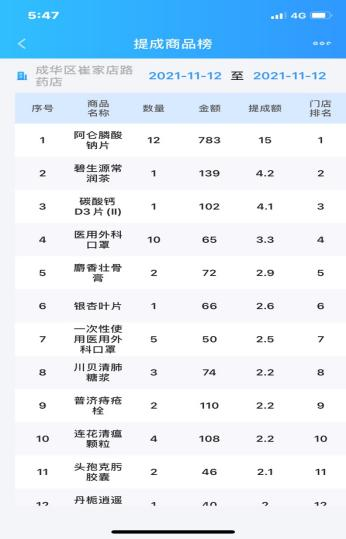 5:47
4G
提成商品榜
成华区崔家店路
药店
2021-11-12 至 2021-11-12
序号 商品
名称 数量 金额 提成额 门店
排名
1 阿仑膦酸
钠片 12 783 15 1
2 碧生源常
润茶 1 139 4.2 2
3 碳酸钙
D3片(II) 1 102 4.1 3
4 医用外科
口罩 10 65 3.3 4
5 麝香壮骨
膏 2 72 2.9 5
6 银杏叶片 1 66 2.6 6
7 一次性使
用医用外
科口罩 5 50 2.5 7
8 川贝清肺
糖浆 3 74 2.2 8
9 普济痔疮
栓 2 110 2.2 9
10 连花清瘟
颗粒 4 108 2.2 10
11 头孢克肟
胶囊 2 46 2.1 11
12 丹栀逍遥 1 40 2 12